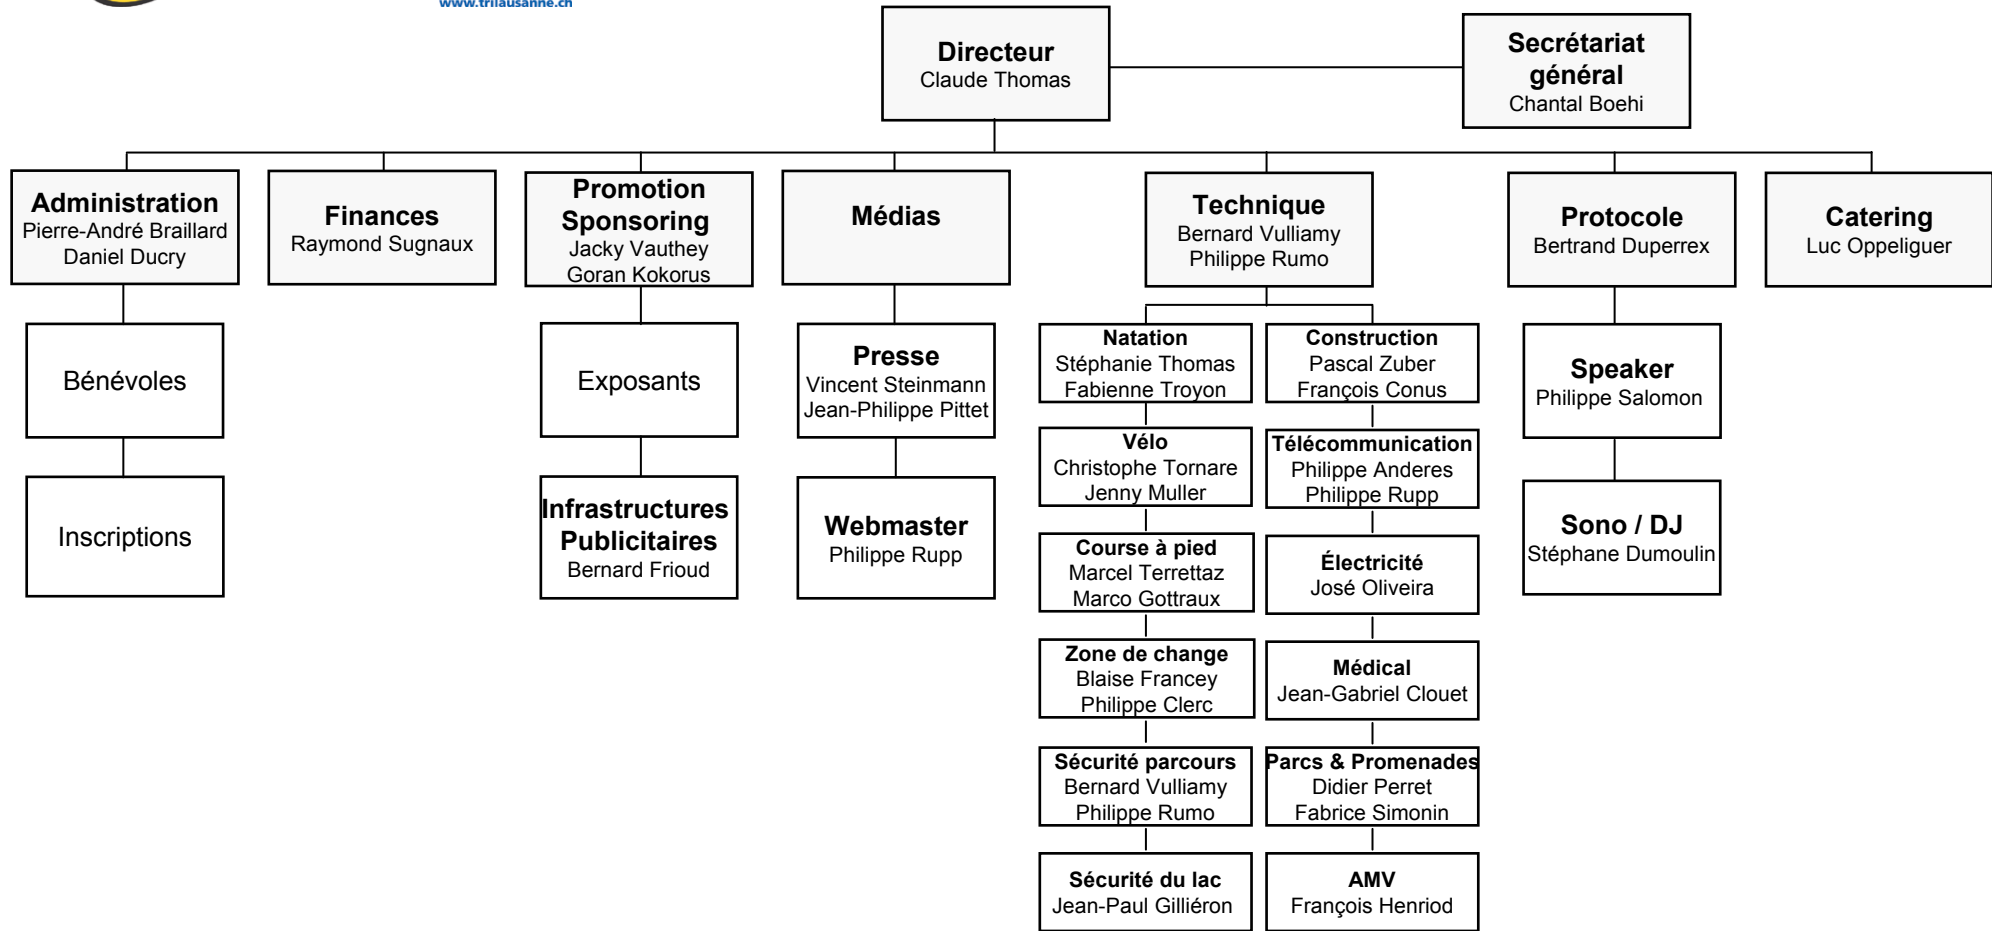 www.trilausanne.ch
Directeur
Claude Thomas
Secrétariat
général
Chantal Boehi
Administration
Pierre-André Braillard
Daniel Ducry
Finances
Raymond Sugnaux
Promotion
Sponsoring
Jacky Vauthey
Goran Kokorus
Médias
Technique
Bernard Vulliamy
Philippe Rumo
Protocole
Bertrand Duperrex
Catering
Luc Oppeliguer
Bénévoles
Inscriptions
Exposants
Infrastructures
Publicitaires
Bernard Frioud
Presse
Vincent Steinmann
Jean-Philippe Pittet
Webmaster
Philippe Rupp
Natation
Stéphanie Thomas
Fabienne Troyon
Vélo
Christophe Tornare
Jenny Muller
Course à pied
Marcel Terrettaz
Marco Gottraux
Zone de change
Blaise Francey
Philippe Clerc
Sécurité parcours
Bernard Vulliamy
Philippe Rumo
Sécurité du lac
Jean-Paul Gilliéron
Construction
Pascal Zuber
François Conus
Télécommunication
Philippe Anderes
Philippe Rupp
Électricité
José Oliveira
Médical
Jean-Gabriel Clouet
Parcs & Promenades
Didier Perret
Fabrice Simonin
AMV
François Henriod
Speaker
Philippe Salomon
Sono / DJ
Stéphane Dumoulin